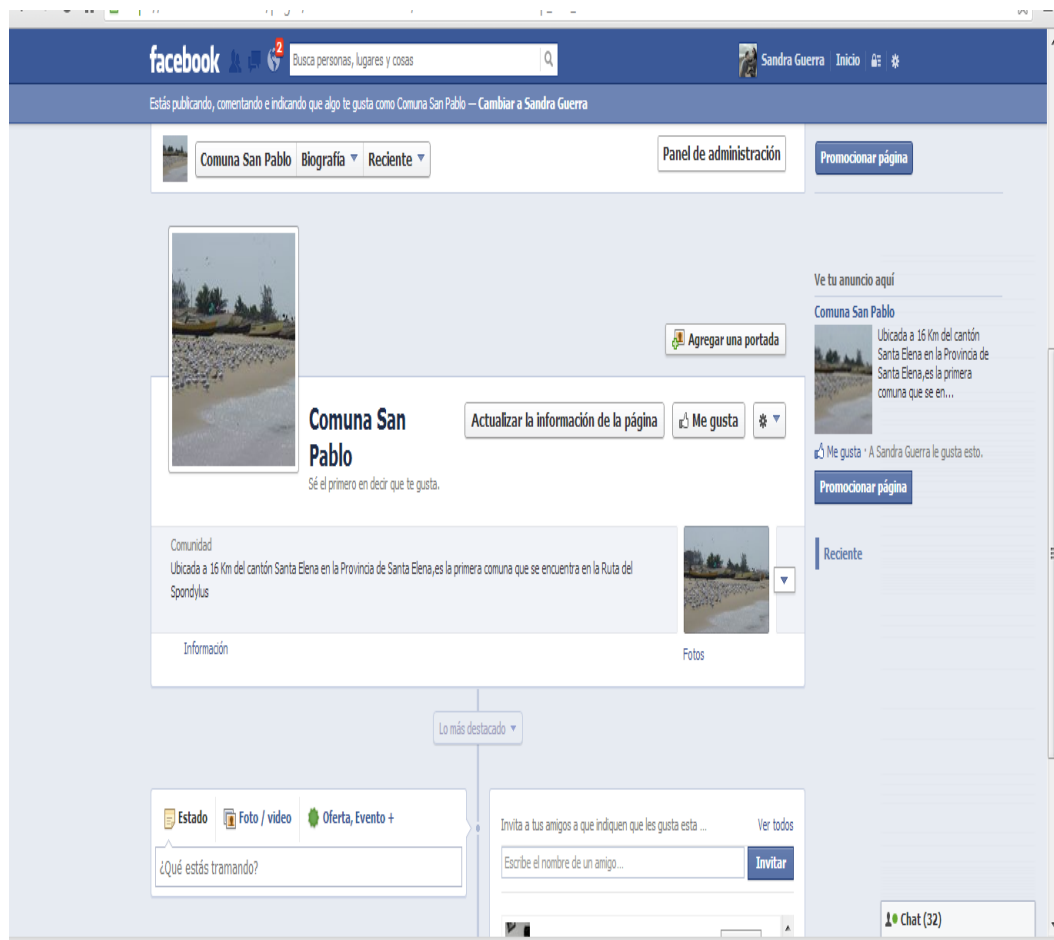 facebook
2
Busca personas, lugares y cosas
Sandra Guerra
Inicio
Estás publicando, comentando e indicando que algo te gusta como Comuna San Pablo — Cambiar a Sandra Guerra
Comuna San Pablo
Biografía
Reciente
Panel de administración
Promocionar página
Ve tu anuncio aquí
Comuna San Pablo
Ubicada a 16 Km del cantón
Santa Elena en la Provincia de
Santa Elena,es la primera
comuna que se en...
Me gusta · A Sandra Guerra le gusta esto.
Promocionar página
Reciente
Agregar una portada
Comuna San
Pablo
Sé el primero en decir que te gusta.
Actualizar la información de la página
Me gusta
Comunidad
Ubicada a 16 Km del cantón Santa Elena en la Provincia de Santa Elena,es la primera comuna que se encuentra en la Ruta del
Spondylus
Información
Fotos
Lo más destacado
Estado
Foto / video
Oferta, Evento +
¿Qué estás tramando?
Invita a tus amigos a que indiquen que les gusta esta ...
Ver todos
Escribe el nombre de un amigo...
Invitar
Chat (32)